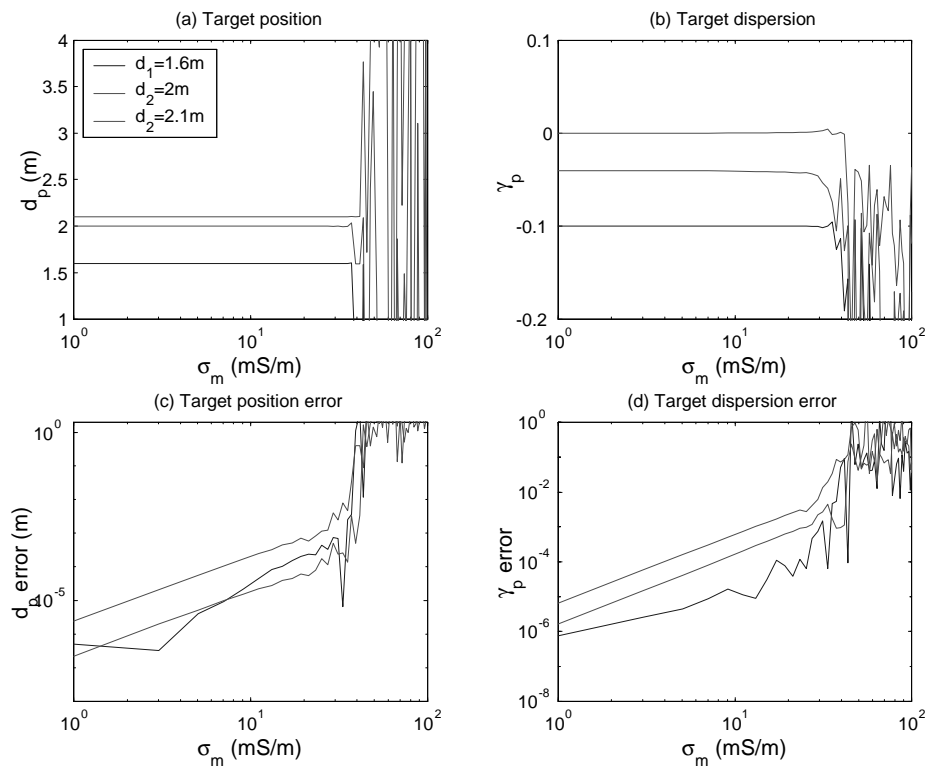 (a) Target position
4
3.5
3
2.5
2
1.5
1
d_p (m)
d_1=1.6m
d_2=2m
d_2=2.1m
10^0
10^1
10^2
σ_m (mS/m)
(b) Target dispersion
0.1
0
-0.1
-0.2
γ_p
10^0
10^1
10^2
σ_m (mS/m)
(c) Target position error
10^0
10^-5
d_p error (m)
10^0
10^1
10^2
σ_m (mS/m)
(d) Target dispersion error
10^0
10^-2
10^-4
10^-6
10^-8
γ_p error
10^0
10^1
10^2
σ_m (mS/m)